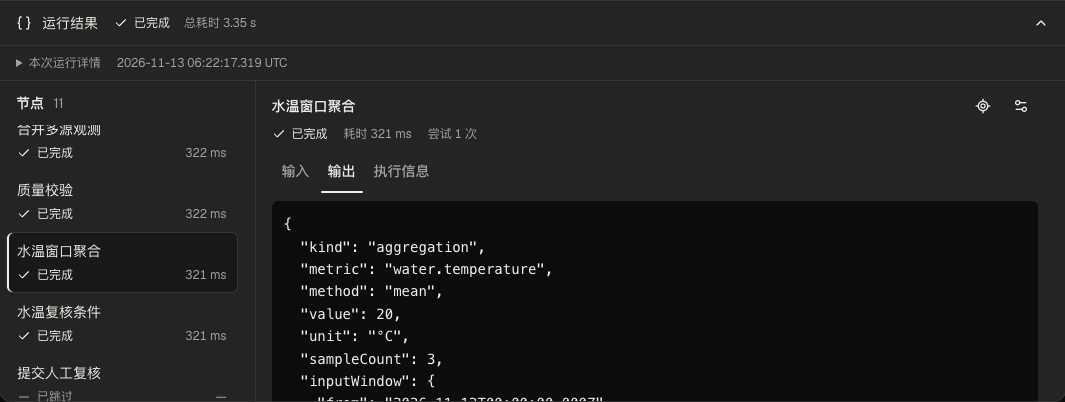 {} 运行结果 已完成 总耗时 3.35 s
本次运行详情 2026-11-13 06:22:17.319 UTC
节点 11
合并多源观测
已完成 322 ms
质量校验
已完成 322 ms
水温窗口聚合
已完成 321 ms
水温复核条件
已完成 321 ms
提交人工复核
已跳过 —
水温窗口聚合
已完成 耗时 321 ms 尝试 1 次
输入 输出 执行信息
{
"kind": "aggregation",
"metric": "water.temperature",
"method": "mean",
"value": 20,
"unit": "°C",
"sampleCount": 3,
"inputWindow": {